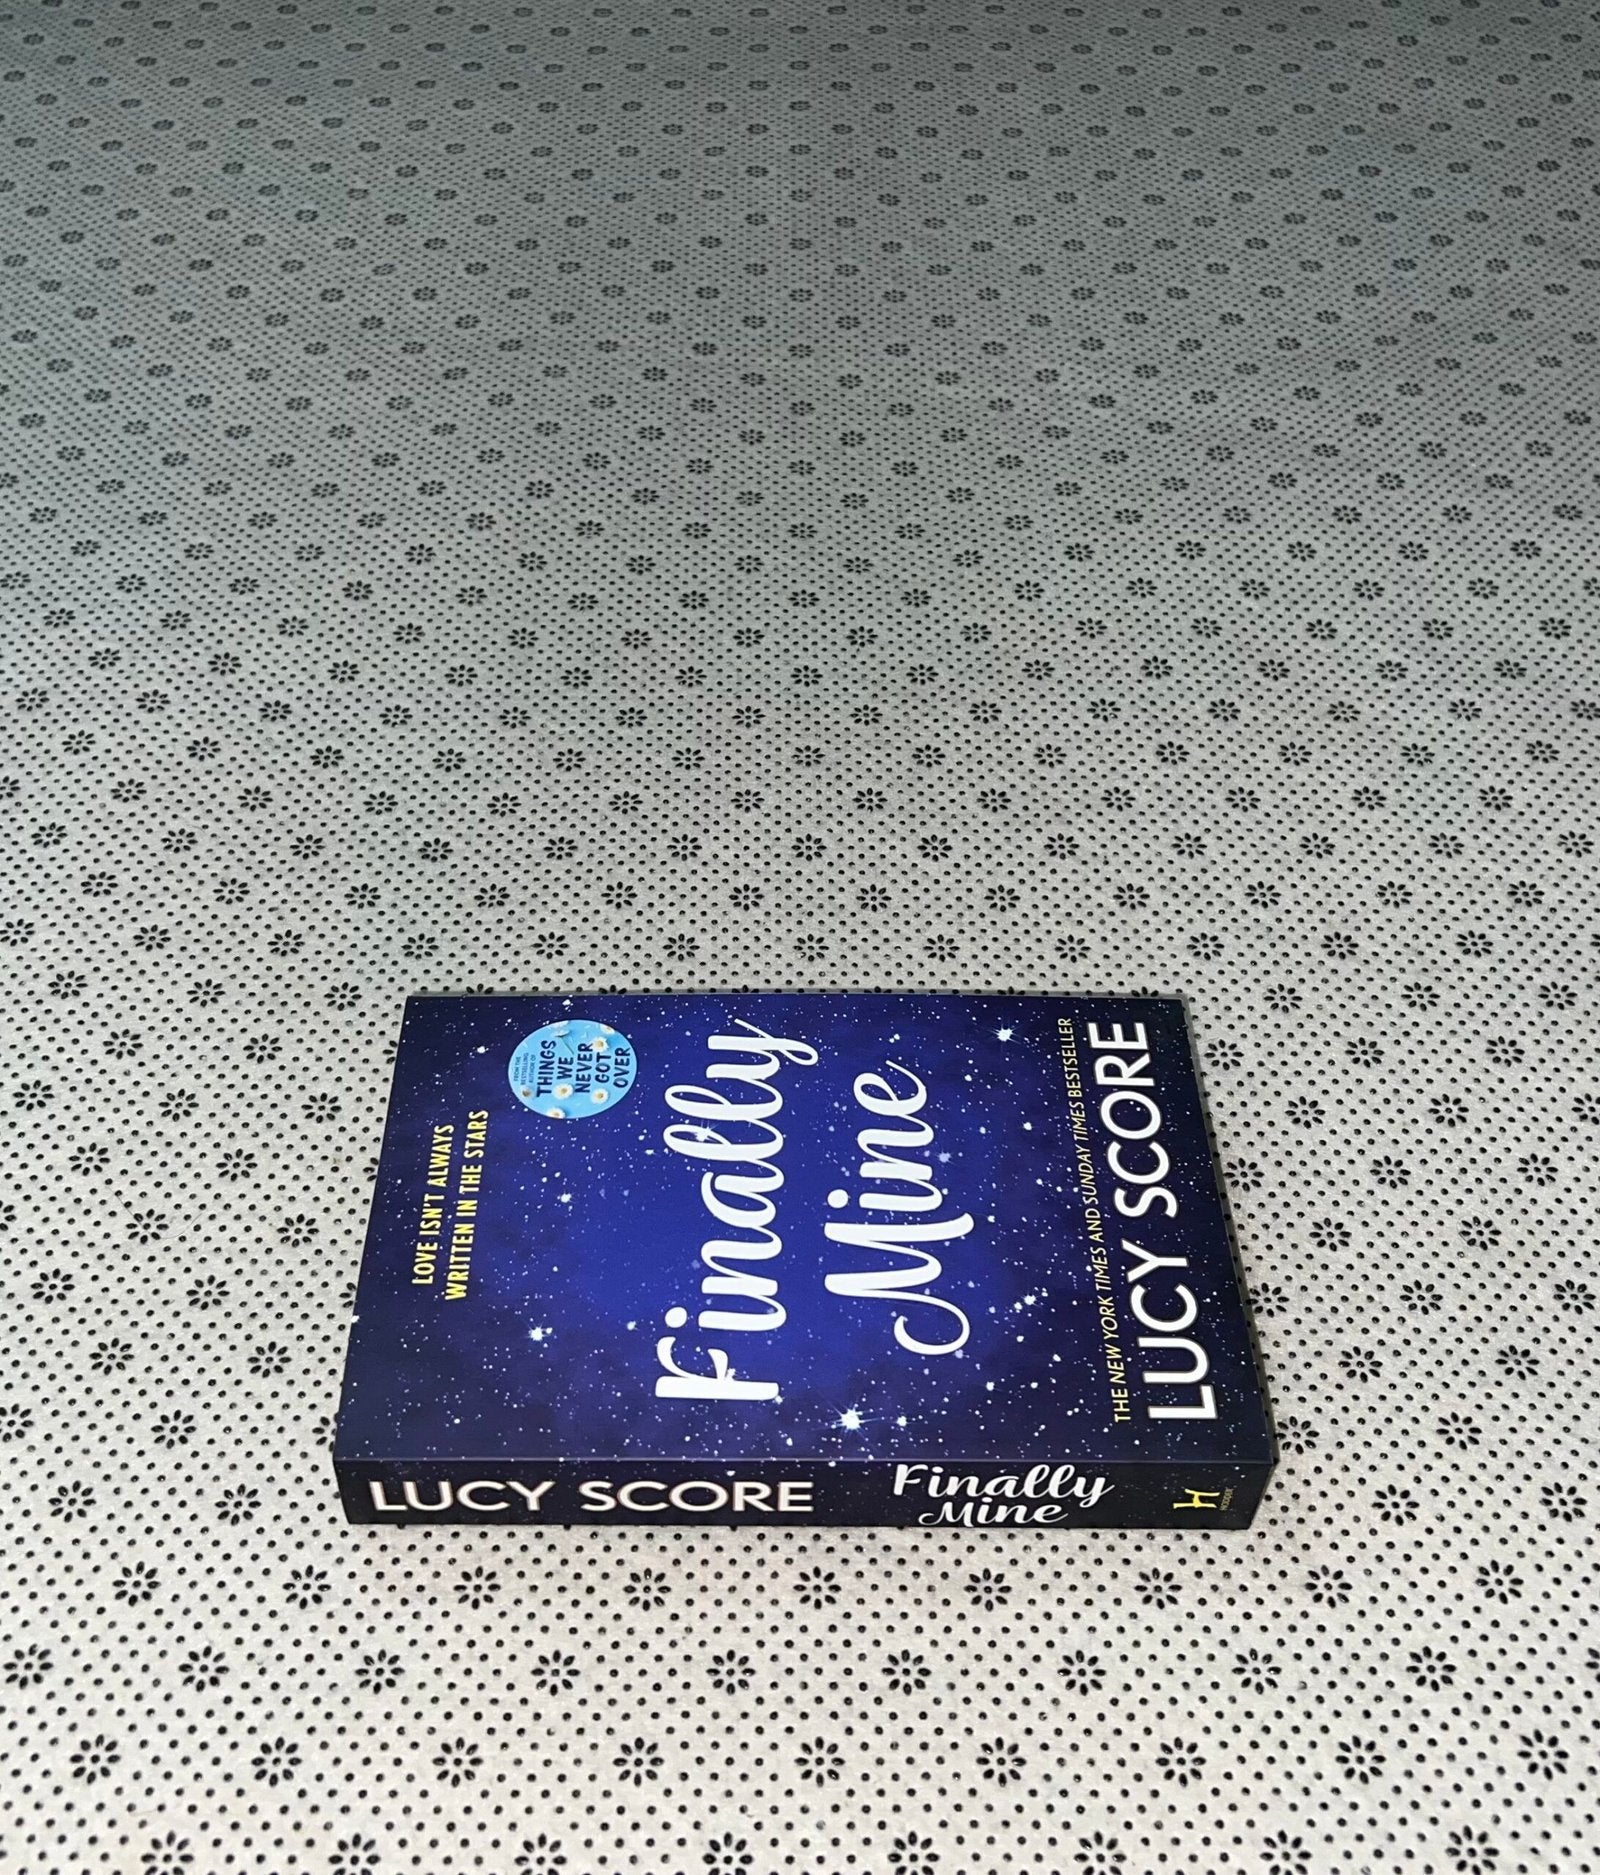 LOVE ISN'T ALWAYS
WRITTEN IN THE STARS
FROM THE
BESTSELLING
AUTHOR OF
THINGS
WE
NEVER
GOT
OVER
Finally
Mine
THE NEW YORK TIMES AND SUNDAY TIMES BESTSELLER
LUCY SCORE
LUCY SCORE
Finally
Mine
H
HODDER